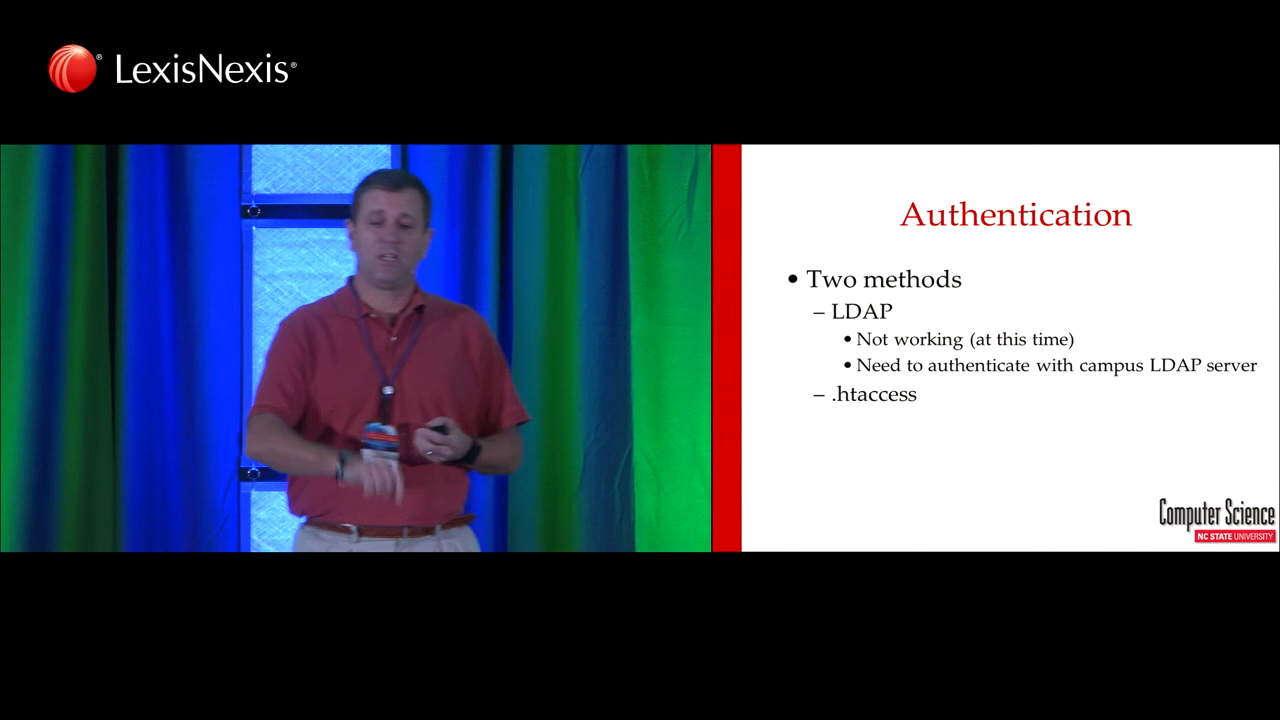 LexisNexis®
Authentication
• Two methods
– LDAP
• Not working (at this time)
• Need to authenticate with campus LDAP server
– .htaccess
Computer Science
NC STATE UNIVERSITY